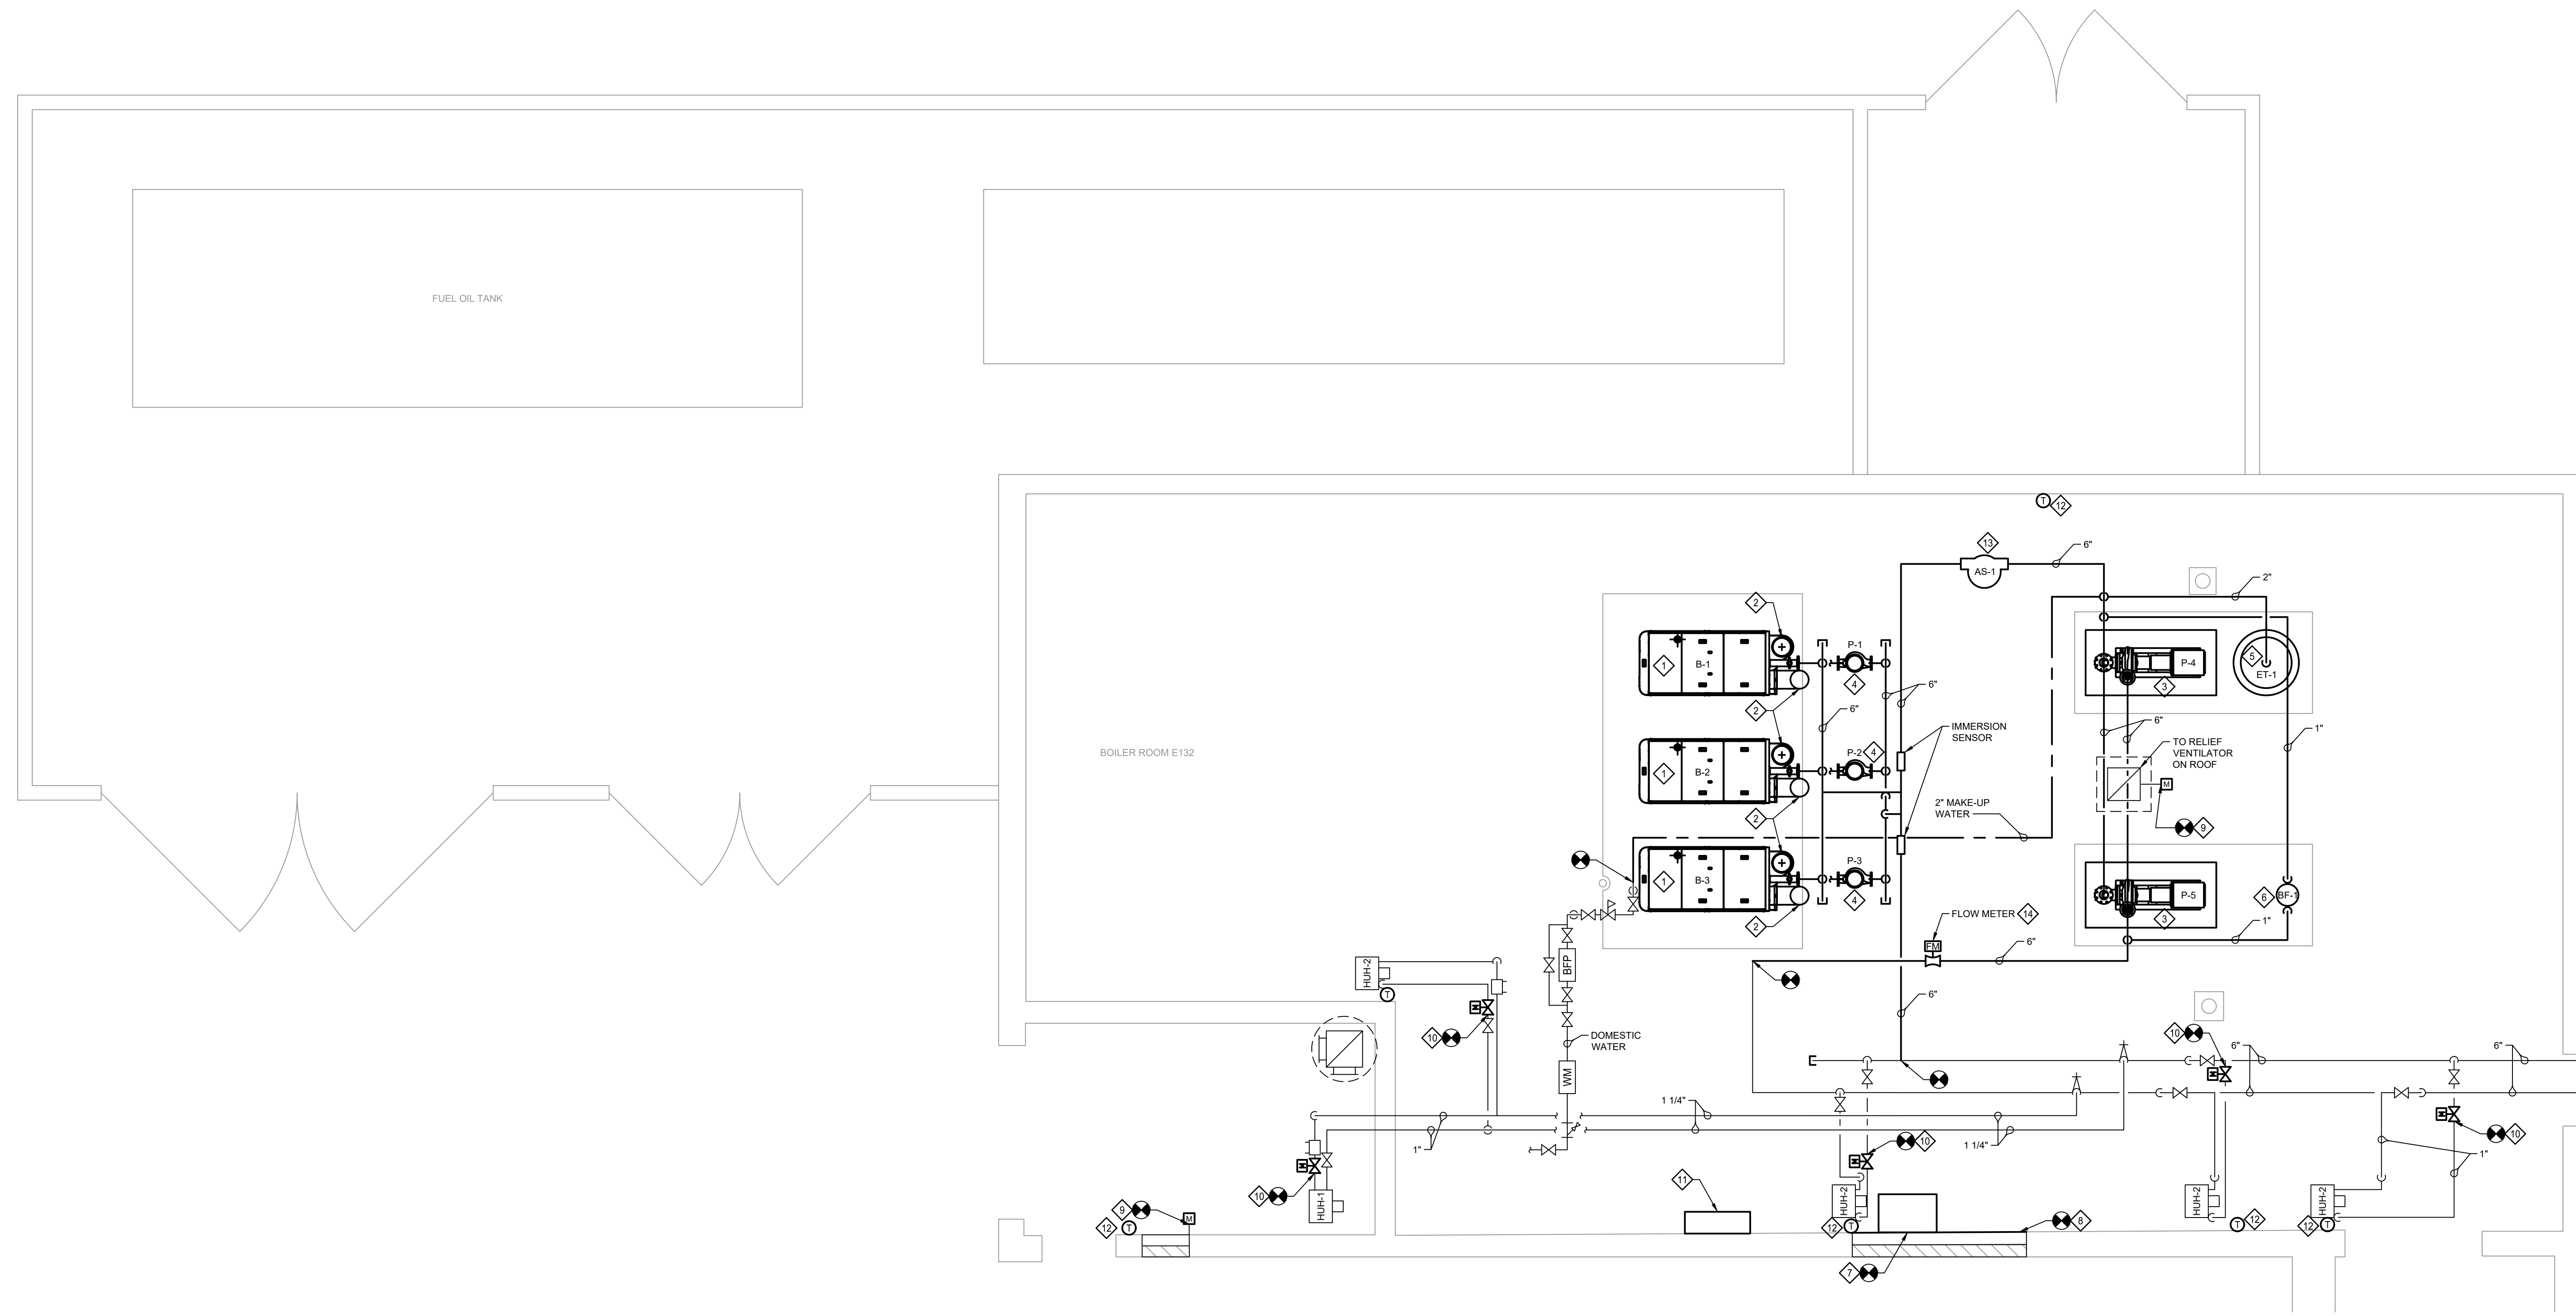 T
12
13
AS-1
6"
2"
2
1
B-1
P-1
4
2
6"
6"
P-4
3
5
ET-1
FUEL OIL TANK
BOILER ROOM E132
1
B-2
P-2
4
2
IMMERSION
SENSOR
6"
1"
TO RELIEF
VENTILATOR
ON ROOF
M
9
2" MAKE-UP
WATER
1
B-3
P-3
4
2
P-5
3
6
BF-1
1"
FLOW METER
14
FM
6"
6"
HUH-2
T
10
BFP
DOMESTIC
WATER
WM
10
6"
6"
1 1/4"
1"
1 1/4"
10
10
1"
10
HUH-1
11
HUH-2
HUH-2
HUH-2
9
M
12
T
12
T
8
T
12
12
T
7